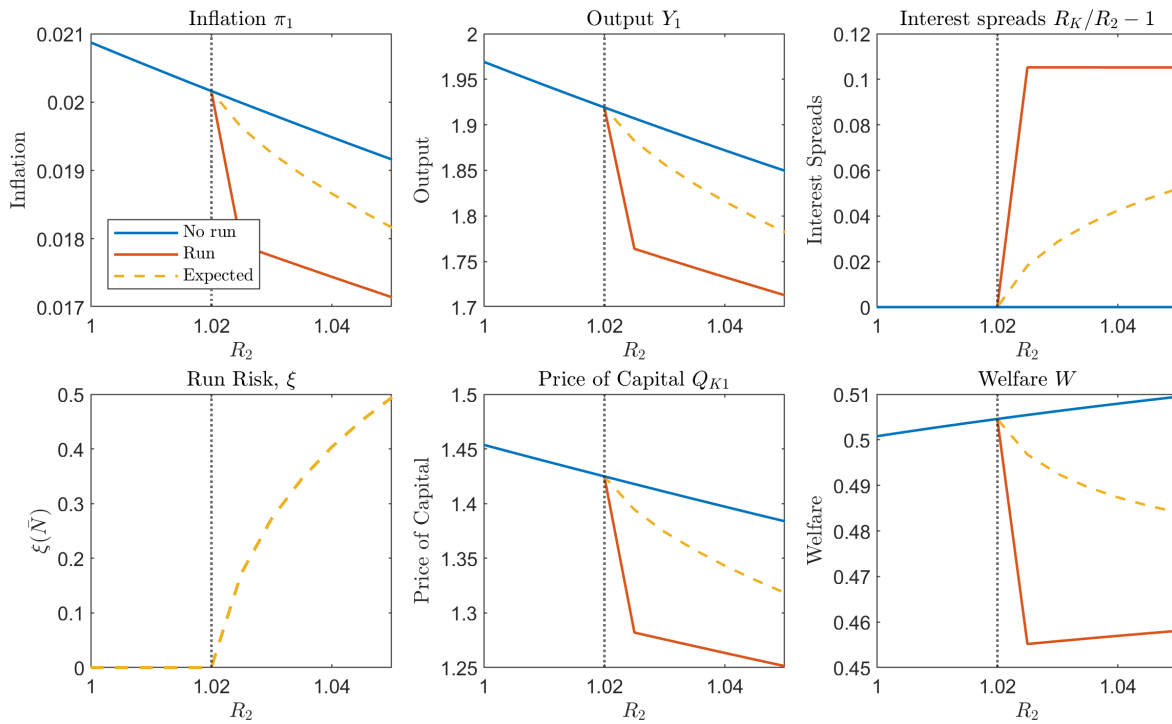 Inflation π₁
0.021
0.02
0.019
0.018
0.017
Inflation
No run
Run
Expected
1
1.02
1.04
R₂
Output Y₁
2
1.95
1.9
1.85
1.8
1.75
1.7
Output
1
1.02
1.04
R₂
Interest spreads R_K/R₂ − 1
0.12
0.1
0.08
0.06
0.04
0.02
0
Interest Spreads
1
1.02
1.04
R₂
Run Risk, ξ
0.5
0.4
0.3
0.2
0.1
0
ξ(N̄)
1
1.02
1.04
R₂
Price of Capital Q_{K1}
1.5
1.45
1.4
1.35
1.3
1.25
Price of Capital
1
1.02
1.04
R₂
Welfare W
0.51
0.5
0.49
0.48
0.47
0.46
0.45
Welfare
1
1.02
1.04
R₂